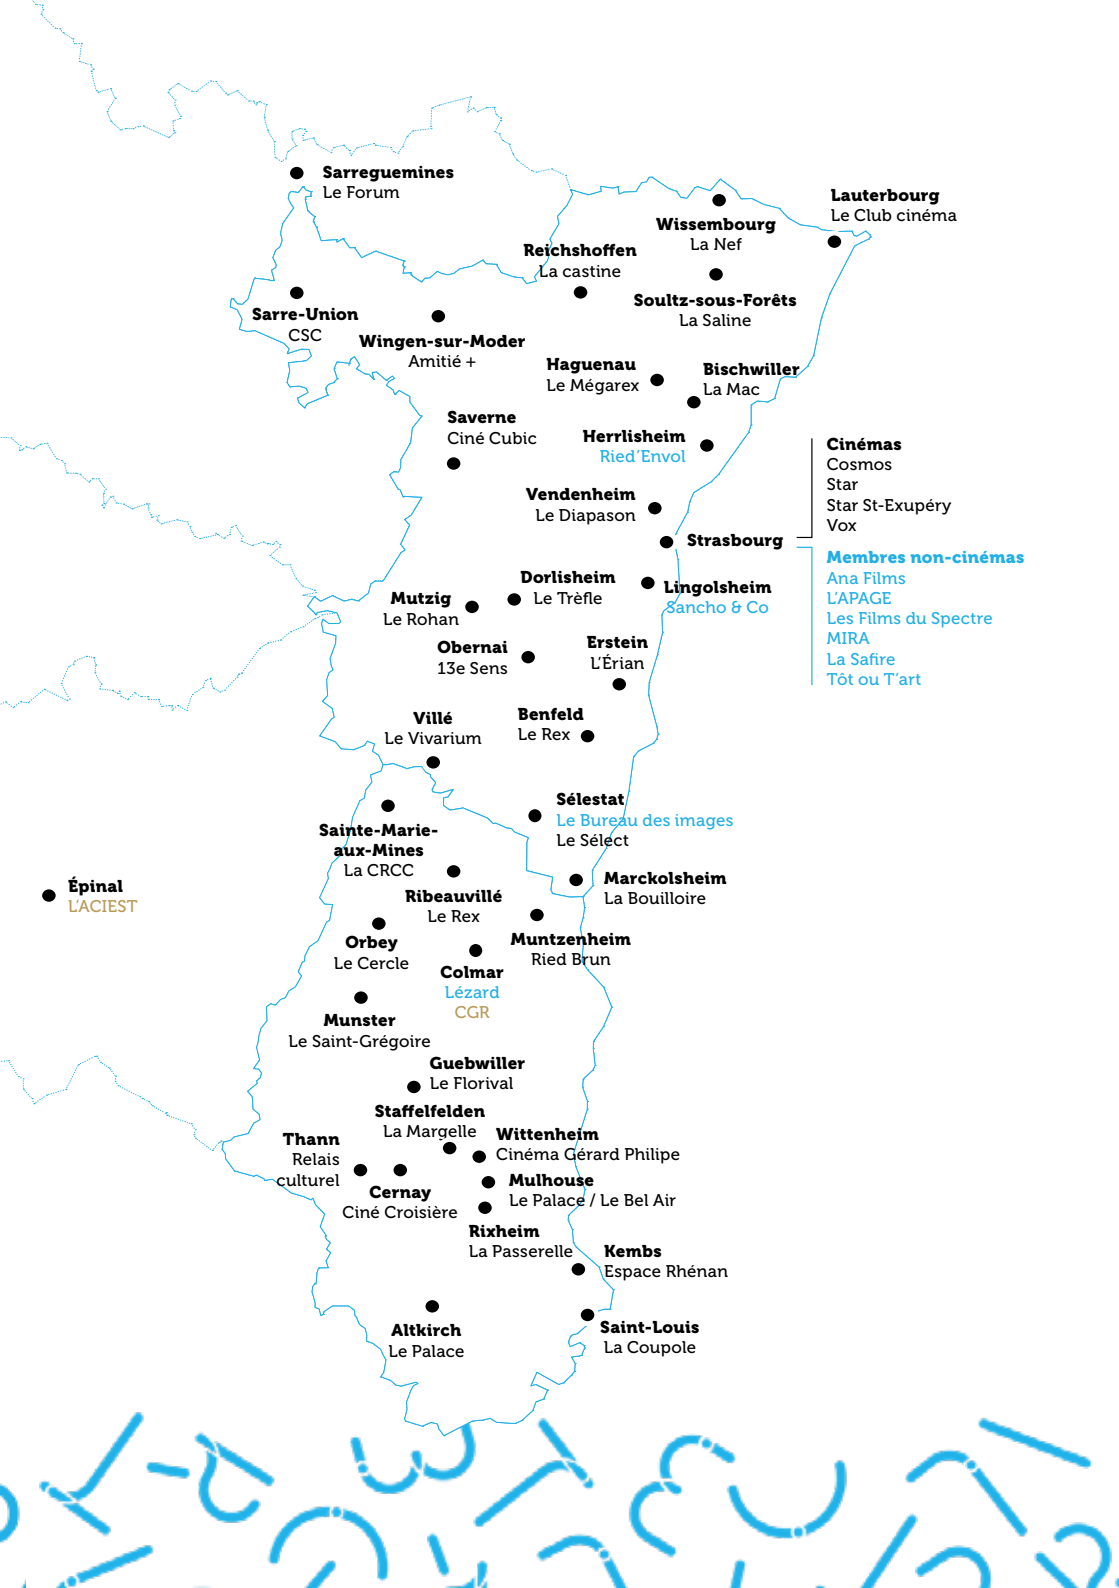 Sarreguemines
Le Forum
Lauterbourg
Le Club cinéma
Wissembourg
La Nef
Reichshoffen
La castine
Soultz-sous-Forêts
La Saline
Sarre-Union
CSC
Wingen-sur-Moder
Amitié +
Haguenau
Le Mégarex
Bischwiller
La Mac
Saverne
Ciné Cubic
Herrlisheim
Ried’Envol
Cinémas
Cosmos
Star
Star St-Exupéry
Vox
Vendenheim
Le Diapason
Strasbourg
Membres non-cinémas
Ana Films
L’APAGE
Les Films du Spectre
MIRA
La Safire
Tôt ou T’art
Dorlisheim
Le Trèfle
Lingolsheim
Sancho & Co
Mutzig
Le Rohan
Obernai
13e Sens
Erstein
L’Érian
Villé
Le Vivarium
Benfeld
Le Rex
Sélestat
Le Bureau des images
Le Sélect
Sainte-Marie-
aux-Mines
La CRCC
Épinal
L’ACIEST
Ribeauvillé
Le Rex
Marckolsheim
La Bouilloire
Orbey
Le Cercle
Muntzenheim
Ried Brun
Colmar
Lézard
CGR
Munster
Le Saint-Grégoire
Guebwiller
Le Florival
Staffelfelden
La Margelle
Wittenheim
Cinéma Gérard Philipe
Thann
Relais
culturel
Cernay
Ciné Croisière
Mulhouse
Le Palace / Le Bel Air
Rixheim
La Passerelle
Kembs
Espace Rhénan
Altkirch
Le Palace
Saint-Louis
La Coupole